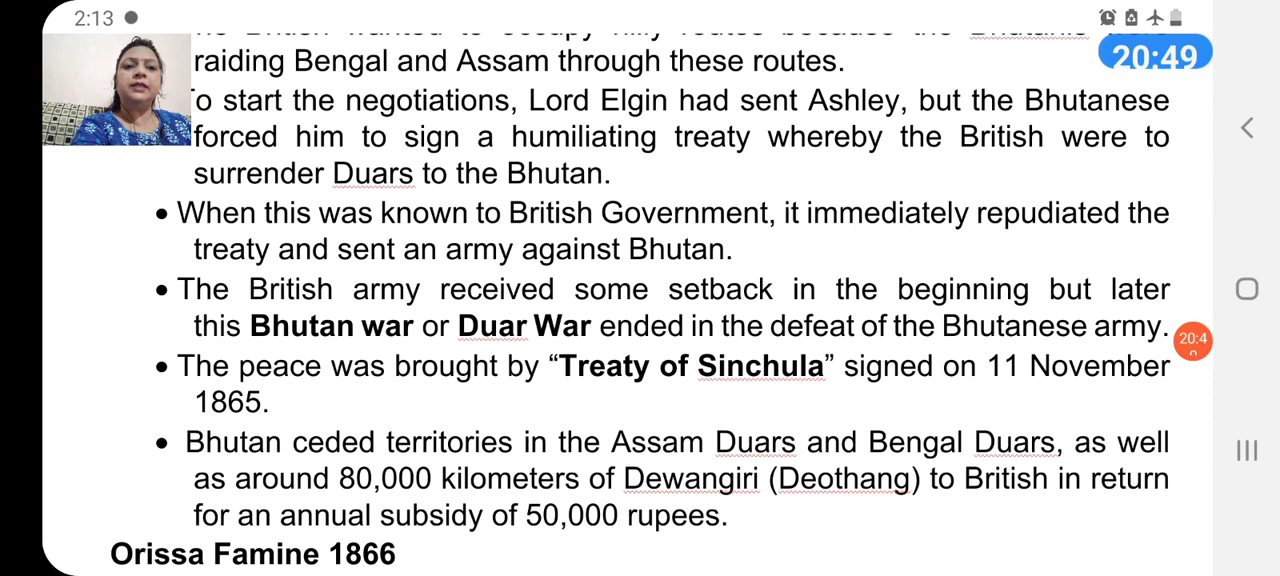 2:13
20:49
raiding Bengal and Assam through these routes.
To start the negotiations, Lord Elgin had sent Ashley, but the Bhutanese
forced him to sign a humiliating treaty whereby the British were to
surrender Duars to the Bhutan.
• When this was known to British Government, it immediately repudiated the
treaty and sent an army against Bhutan.
• The British army received some setback in the beginning but later
this Bhutan war or Duar War ended in the defeat of the Bhutanese army.
20:4
• The peace was brought by “Treaty of Sinchula” signed on 11 November
1865.
• Bhutan ceded territories in the Assam Duars and Bengal Duars, as well
as around 80,000 kilometers of Dewangiri (Deothang) to British in return
for an annual subsidy of 50,000 rupees.
Orissa Famine 1866